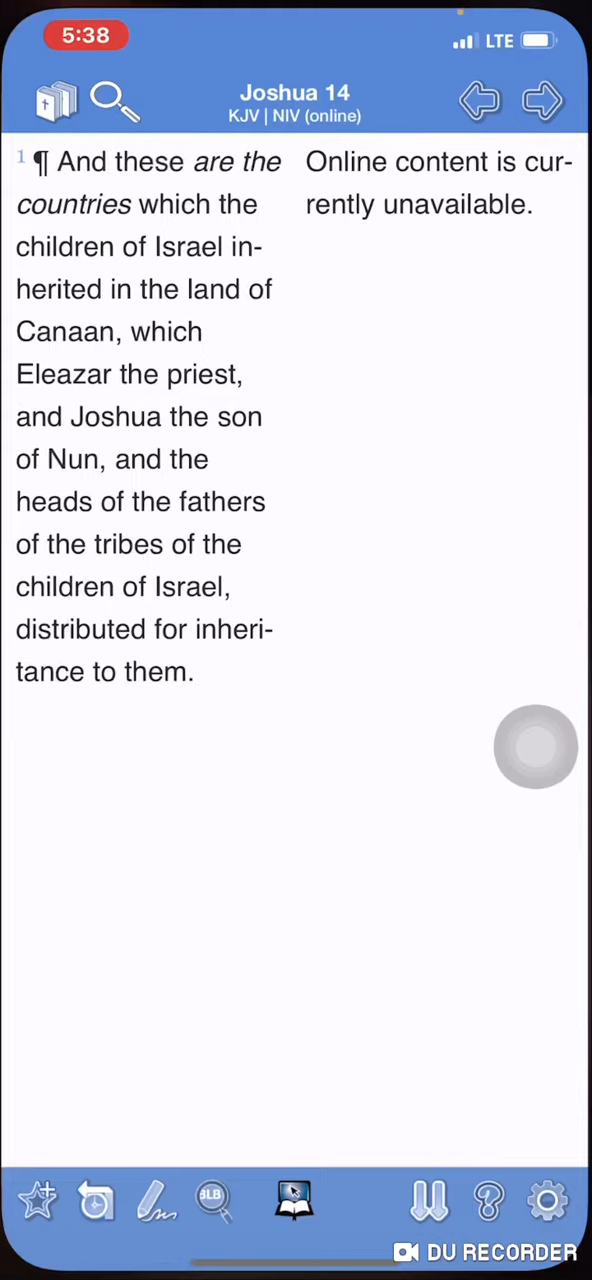 5:38
LTE
Joshua 14
KJV | NIV (online)
1 ¶ And these are the
countries which the
children of Israel in-
herited in the land of
Canaan, which
Eleazar the priest,
and Joshua the son
of Nun, and the
heads of the fathers
of the tribes of the
children of Israel,
distributed for inheri-
tance to them.
Online content is cur-
rently unavailable.
BLB
DU RECORDER